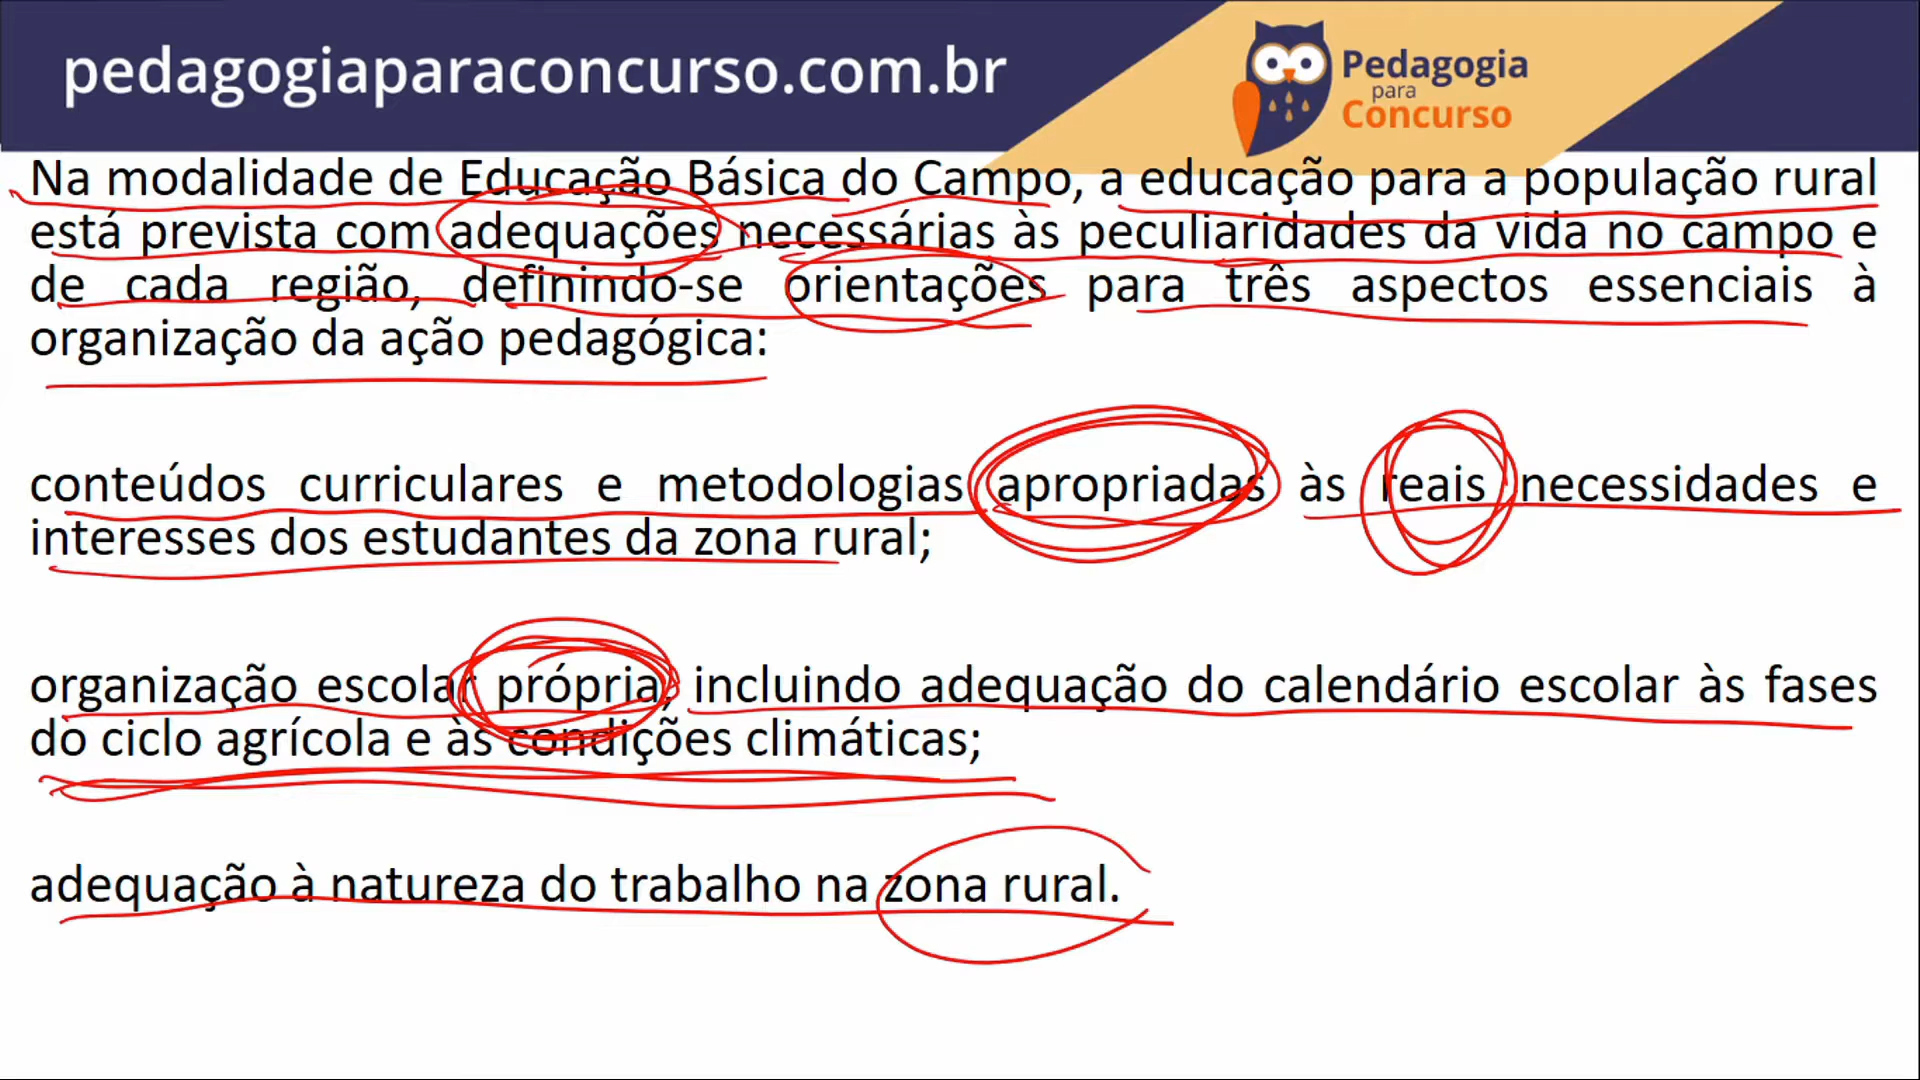 pedagogiaparaconcurso.com.br
Pedagogia
para
Concurso
Na modalidade de Educação Básica do Campo, a educação para a população rural
está prevista com adequações necessárias às peculiaridades da vida no campo e
de cada região, definindo-se orientações para três aspectos essenciais à
organização da ação pedagógica:
conteúdos curriculares e metodologias apropriadas às reais necessidades e
interesses dos estudantes da zona rural;
organização escolar própria, incluindo adequação do calendário escolar às fases
do ciclo agrícola e às condições climáticas;
adequação à natureza do trabalho na zona rural.